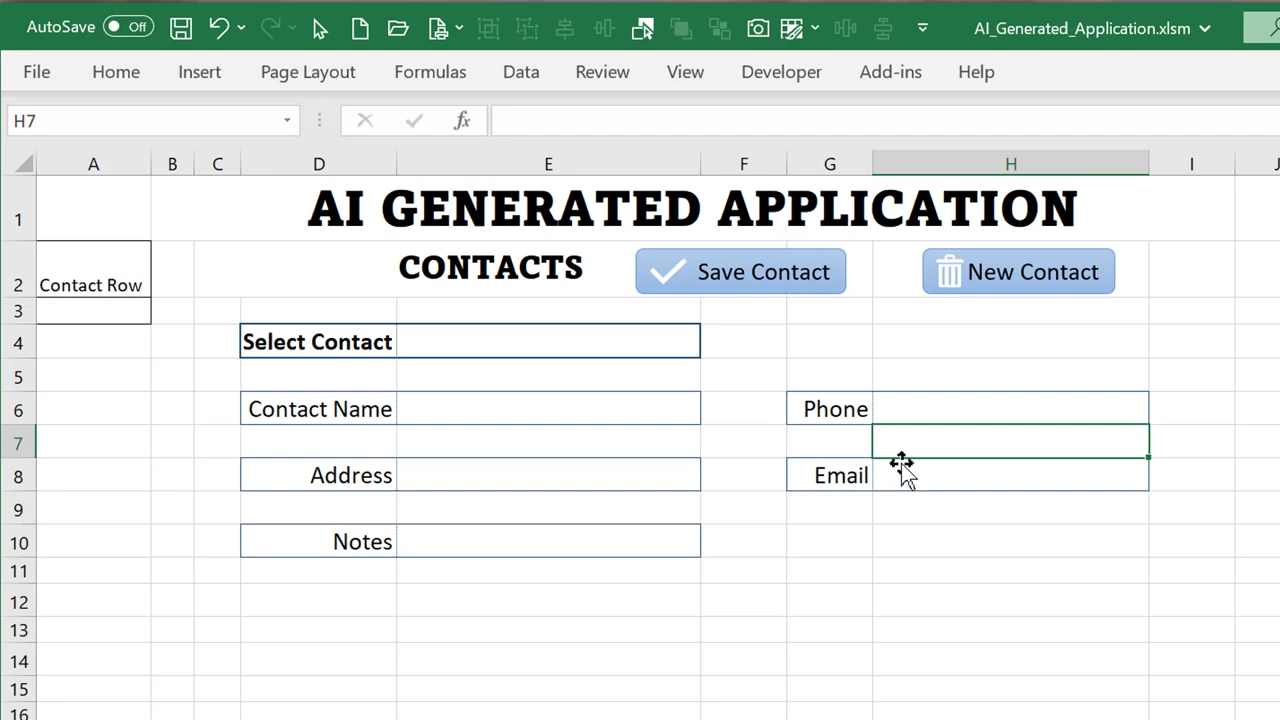 AutoSave Off AI_Generated_Application.xlsm
File Home Insert Page Layout Formulas Data Review View Developer Add-ins Help
H7 fx
A B C D E F G H I J
1 AI GENERATED APPLICATION
2 Contact Row CONTACTS Save Contact New Contact
3
4 Select Contact
5
6 Contact Name Phone
7
8 Address Email
9
10 Notes
11
12
13
14
15
16